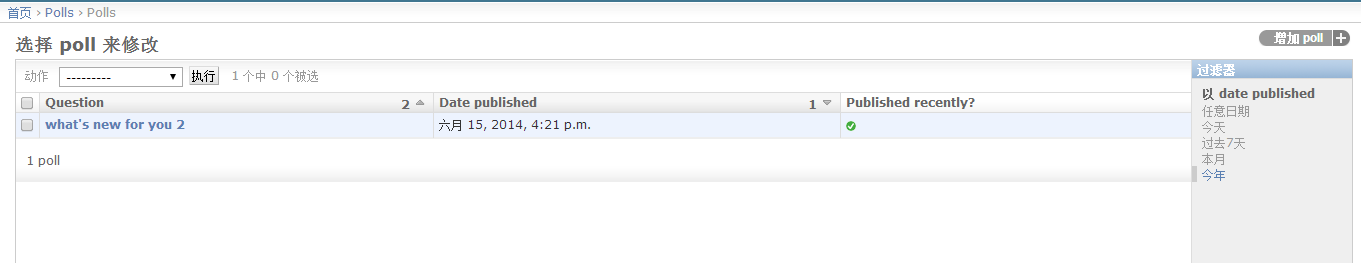 首页 › Polls › Polls
选择 poll 来修改
增加 poll
动作 --------- 执行 1 个中 0 个被选
Question 2 Date published 1 Published recently?
what's new for you 2 六月 15, 2014, 4:21 p.m.
1 poll
过滤器
以 date published
任意日期
今天
过去7天
本月
今年